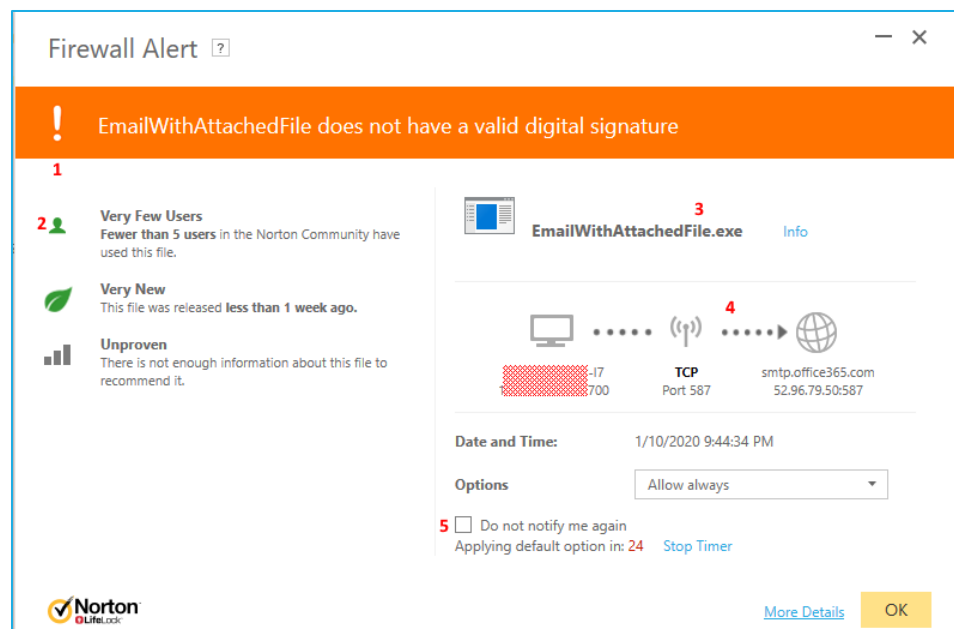 Firewall Alert ?
! EmailWithAttachedFile does not have a valid digital signature
1
2
Very Few Users
Fewer than 5 users in the Norton Community have
used this file.
Very New
This file was released less than 1 week ago.
Unproven
There is not enough information about this file to
recommend it.
3
EmailWithAttachedFile.exe Info
4
-I7 TCP smtp.office365.com
700 Port 587 52.96.79.50:587
Date and Time: 1/10/2020 9:44:34 PM
Options Allow always
5 Do not notify me again
Applying default option in: 24 Stop Timer
Norton
LifeLock
More Details OK